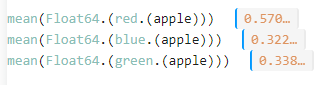 mean(Float64.(red.(apple))) 0.570…
mean(Float64.(blue.(apple))) 0.322…
mean(Float64.(green.(apple))) 0.338…